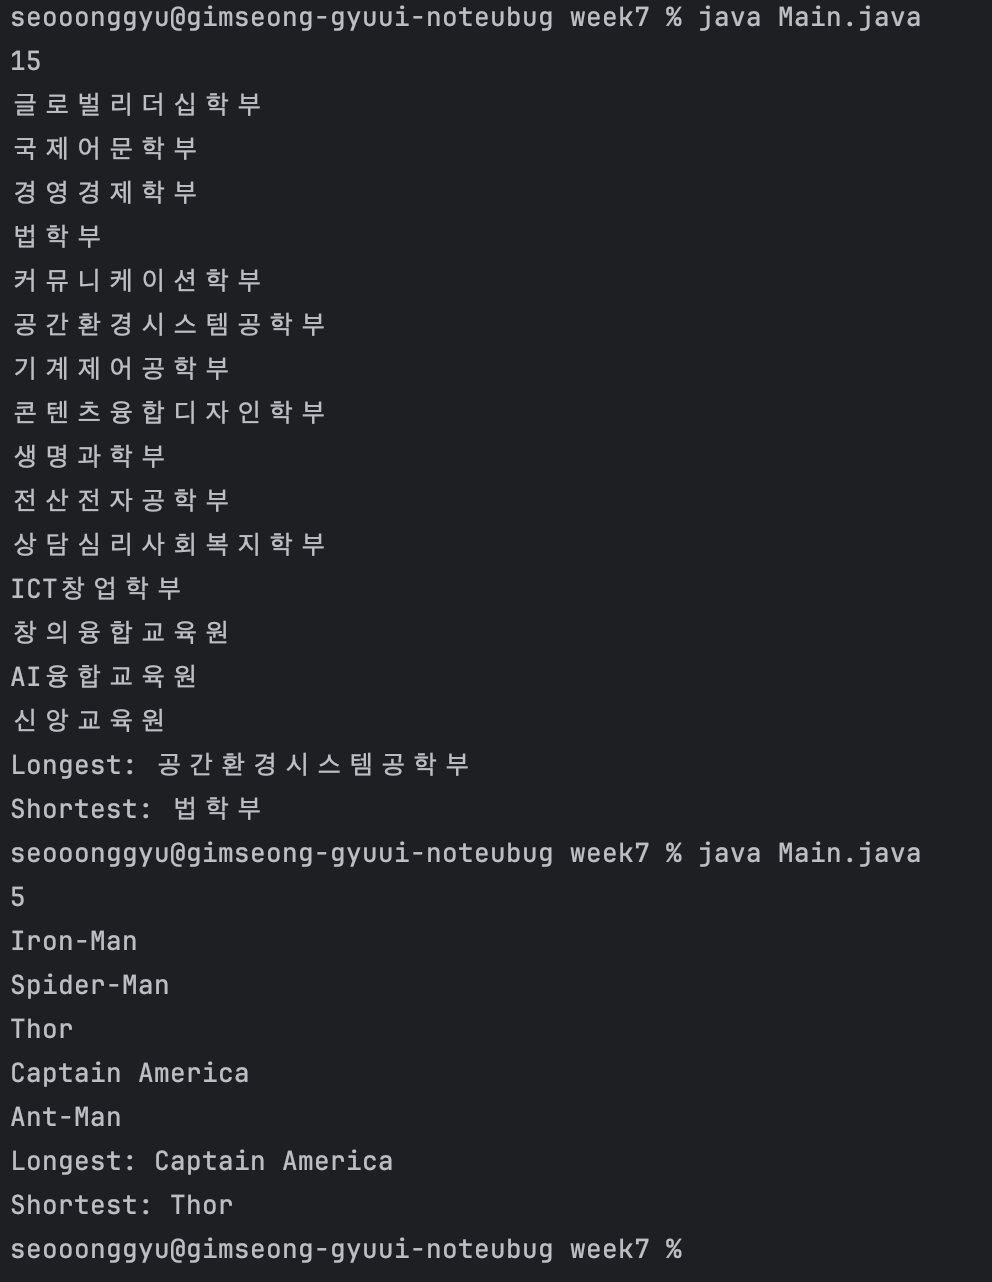 seooonggyu@gimseong-gyuui-noteubug week7 % java Main.java
15
글로벌리더십학부
국제어문학부
경영경제학부
법학부
커뮤니케이션학부
공간환경시스템공학부
기계제어공학부
콘텐츠융합디자인학부
생명과학부
전산전자공학부
상담심리사회복지학부
ICT창업학부
창의융합교육원
AI융합교육원
신앙교육원
Longest: 공간환경시스템공학부
Shortest: 법학부
seooonggyu@gimseong-gyuui-noteubug week7 % java Main.java
5
Iron-Man
Spider-Man
Thor
Captain America
Ant-Man
Longest: Captain America
Shortest: Thor
seooonggyu@gimseong-gyuui-noteubug week7 %